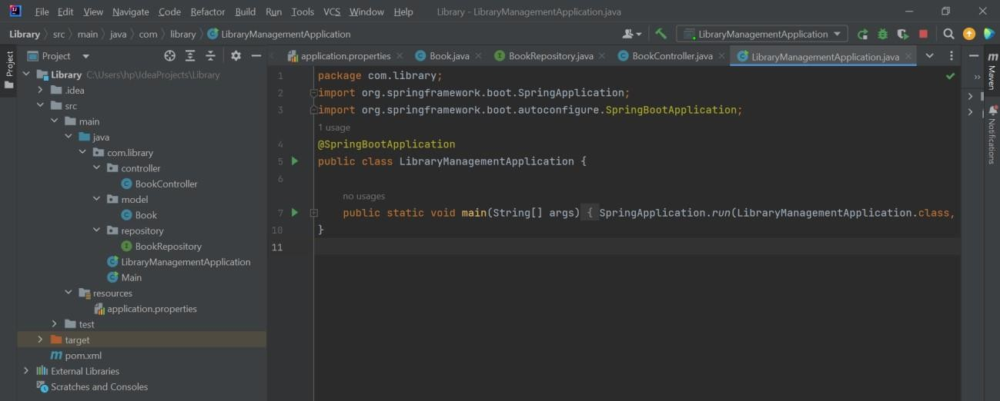 File Edit View Navigate Code Refactor Build Run Tools VCS Window Help Library - LibraryManagementApplication.java
Library src main java com library LibraryManagementApplication
LibraryManagementApplication
Project
Project
application.properties
Book.java
BookRepository.java
BookController.java
LibraryManagementApplication.java
Library C:\Users\hp\IdeaProjects\Library
.idea
src
main
java
com.library
controller
BookController
model
Book
repository
BookRepository
LibraryManagementApplication
Main
resources
application.properties
test
target
pom.xml
External Libraries
Scratches and Consoles
1 package com.library;
2 import org.springframework.boot.SpringApplication;
3 import org.springframework.boot.autoconfigure.SpringBootApplication;
1 usage
4 @SpringBootApplication
5 public class LibraryManagementApplication {
6
no usages
7 public static void main(String[] args) { SpringApplication.run(LibraryManagementApplication.class,
10 }
11
Maven
Notifications